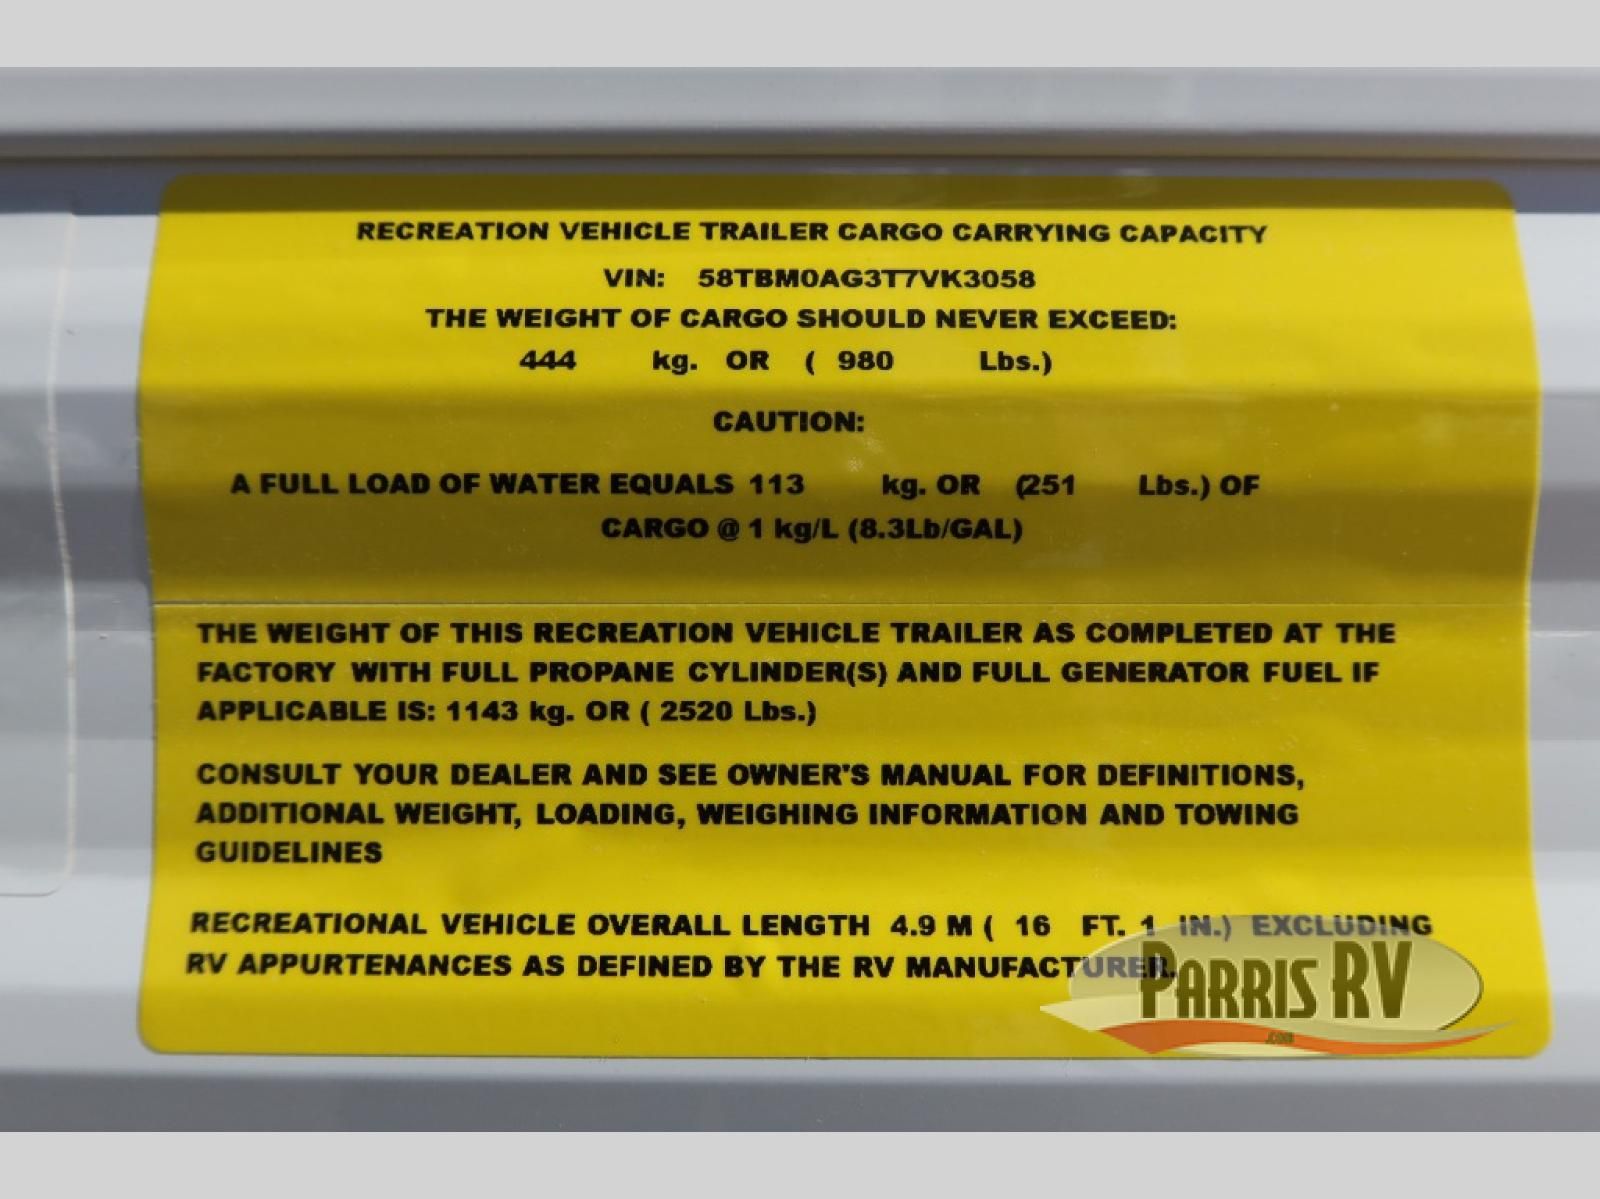 RECREATION VEHICLE TRAILER CARGO CARRYING CAPACITY
VIN: 58TBM0AG3T7VK3058
THE WEIGHT OF CARGO SHOULD NEVER EXCEED:
444 kg. OR ( 980 Lbs.)
CAUTION:
A FULL LOAD OF WATER EQUALS 113 kg. OR (251 Lbs.) OF
CARGO @ 1 kg/L (8.3Lb/GAL)
THE WEIGHT OF THIS RECREATION VEHICLE TRAILER AS COMPLETED AT THE
FACTORY WITH FULL PROPANE CYLINDER(S) AND FULL GENERATOR FUEL IF
APPLICABLE IS: 1143 kg. OR ( 2520 Lbs.)
CONSULT YOUR DEALER AND SEE OWNER'S MANUAL FOR DEFINITIONS,
ADDITIONAL WEIGHT, LOADING, WEIGHING INFORMATION AND TOWING
GUIDELINES
RECREATIONAL VEHICLE OVERALL LENGTH 4.9 M ( 16 FT. 1 IN.) EXCLUDING
RV APPURTENANCES AS DEFINED BY THE RV MANUFACTURER.
PARRIS RV
.COM